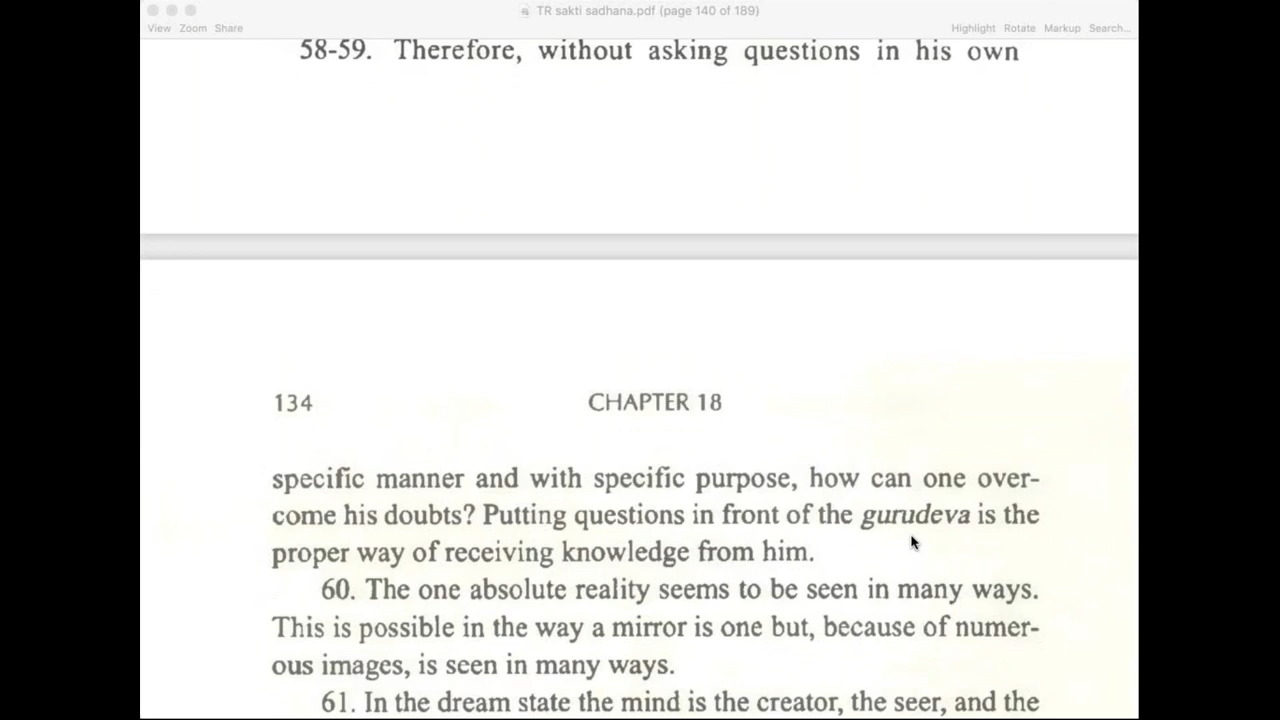 TR sakti sadhana.pdf (page 140 of 189)
View Zoom Share Highlight Rotate Markup Search...
58-59. Therefore, without asking questions in his own
134 CHAPTER 18
specific manner and with specific purpose, how can one over-
come his doubts? Putting questions in front of the gurudeva is the
proper way of receiving knowledge from him.
60. The one absolute reality seems to be seen in many ways.
This is possible in the way a mirror is one but, because of numer-
ous images, is seen in many ways.
61. In the dream state the mind is the creator, the seer, and the